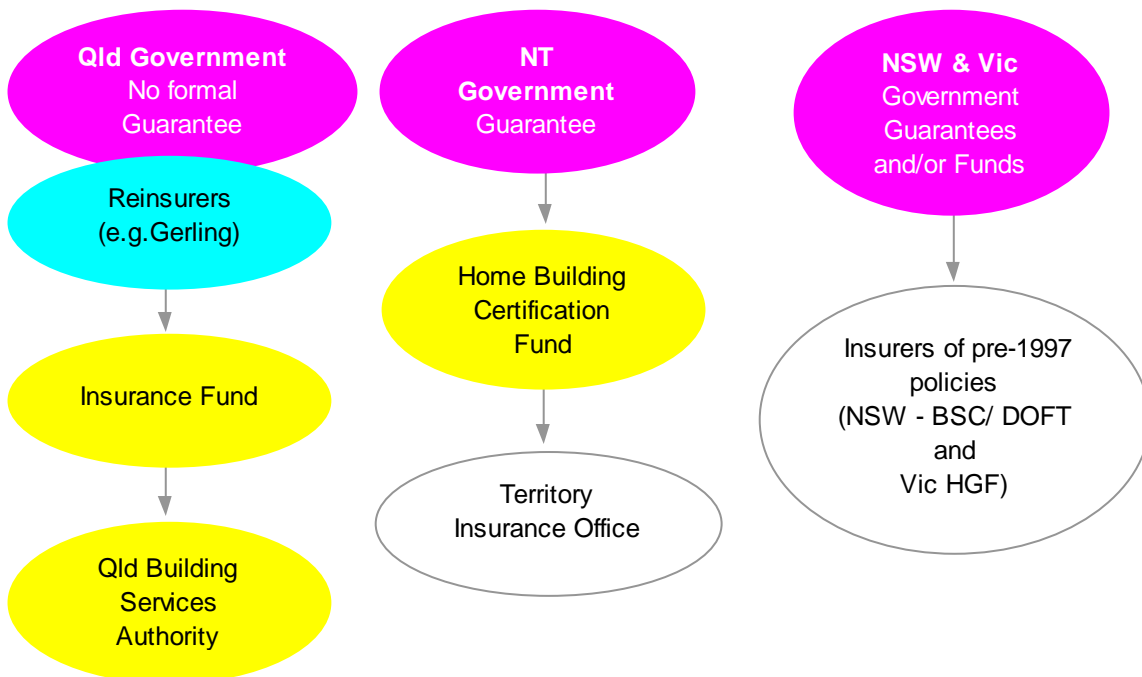 Qld Government
No formal
Guarantee
Reinsurers
(e.g.Gerling)
Insurance Fund
Qld Building
Services
Authority
NT
Government
Guarantee
Home Building
Certification
Fund
Territory
Insurance Office
NSW & Vic
Government
Guarantees
and/or Funds
Insurers of pre-1997
policies
(NSW - BSC/ DOFT
and
Vic HGF)